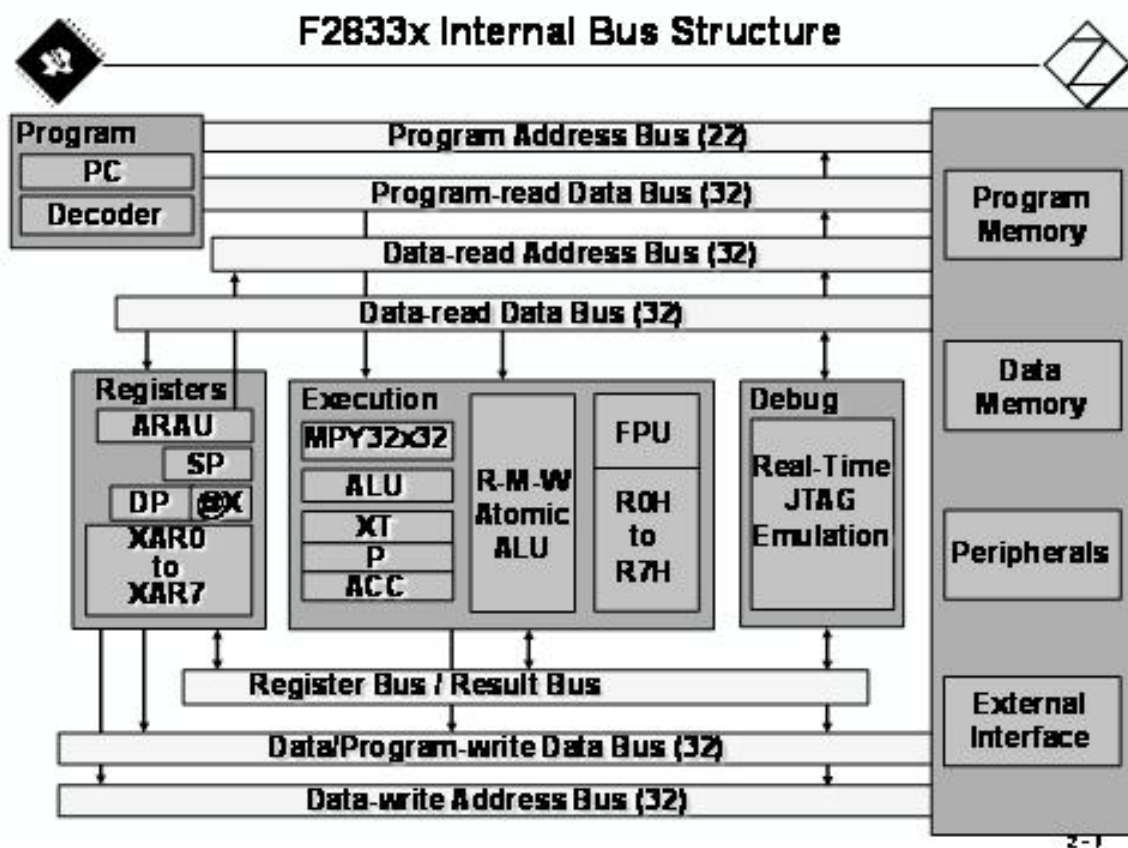 F2833x Internal Bus Structure
Program
PC
Decoder
Program Address Bus (22)
Program-read Data Bus (32)
Data-read Address Bus (32)
Data-read Data Bus (32)
Registers
ARAU
SP
DP
@X
XAR0
to
XAR7
Execution
MPY32x32
ALU
XT
P
ACC
R-M-W
Atomic
ALU
FPU
R0H
to
R7H
Debug
Real-Time
JTAG
Emulation
Register Bus / Result Bus
Data/Program-write Data Bus (32)
Data-write Address Bus (32)
Program
Memory
Data
Memory
Peripherals
External
Interface